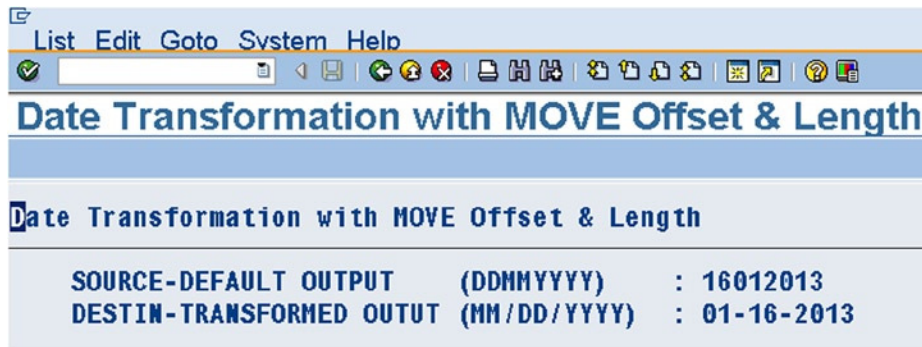 List Edit Goto System Help
Date Transformation with MOVE Offset & Length
Date Transformation with MOVE Offset & Length
SOURCE-DEFAULT OUTPUT (DDMMYYYY) : 16012013
DESTIN-TRANSFORMED OUTUT (MM/DD/YYYY) : 01-16-2013